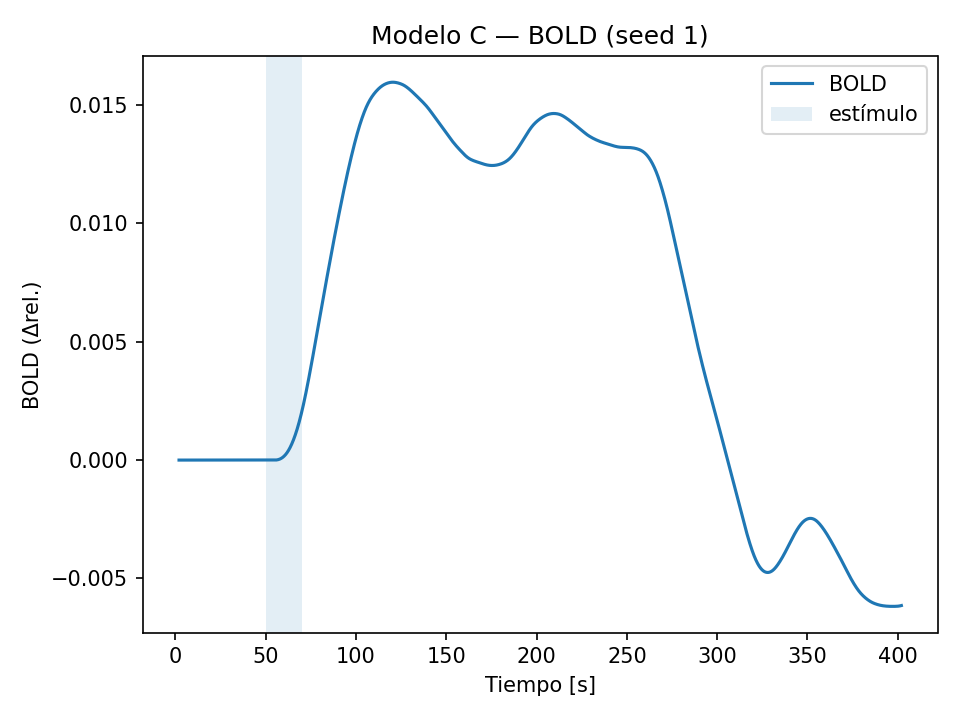 Modelo C — BOLD (seed 1)
BOLD
estímulo
BOLD (Δrel.)
0.015
0.010
0.005
0.000
−0.005
0 50 100 150 200 250 300 350 400
Tiempo [s]